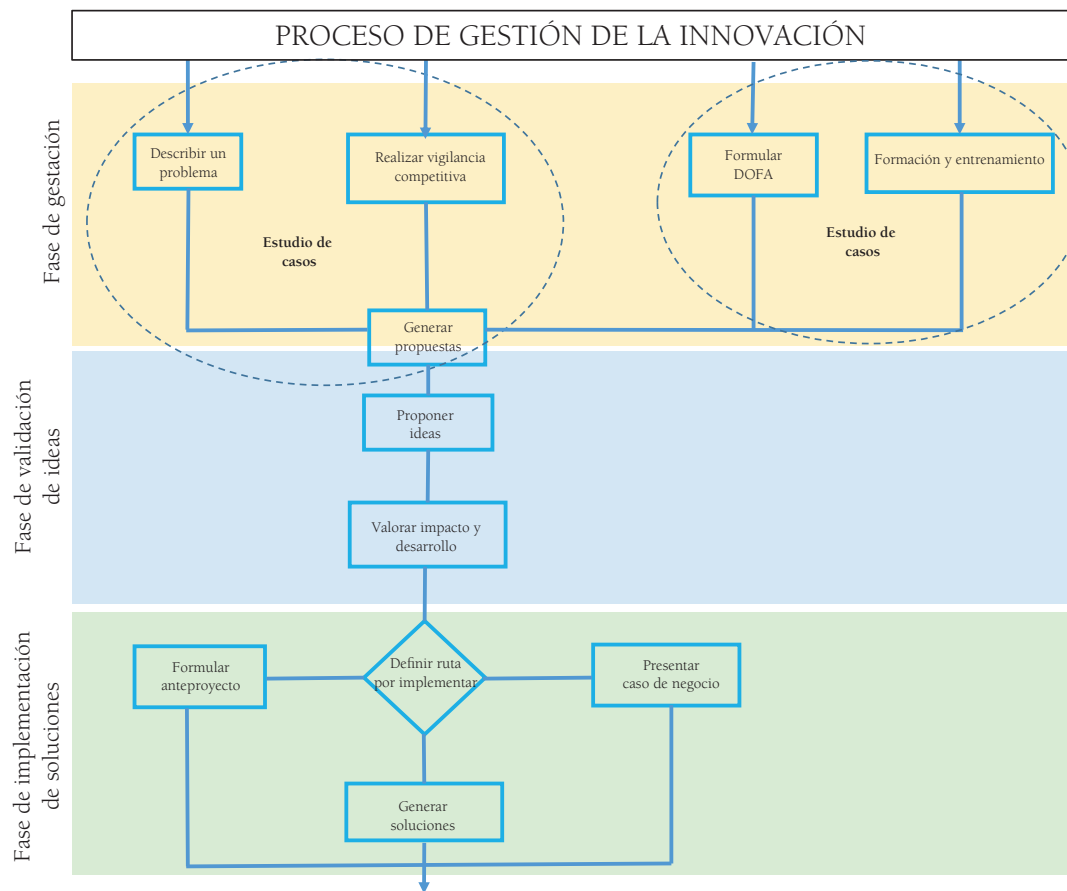 PROCESO DE GESTIÓN DE LA INNOVACIÓN
Fase de gestación
Describir un
problema
Realizar vigilancia
competitiva
Formular
DOFA
Formación y entrenamiento
Estudio de
casos
Estudio de
casos
Generar
propuestas
Fase de validación
de ideas
Proponer
ideas
Valorar impacto y
desarrollo
Fase de implementación
de soluciones
Formular
anteproyecto
Definir ruta
por implementar
Presentar
caso de negocio
Generar
soluciones